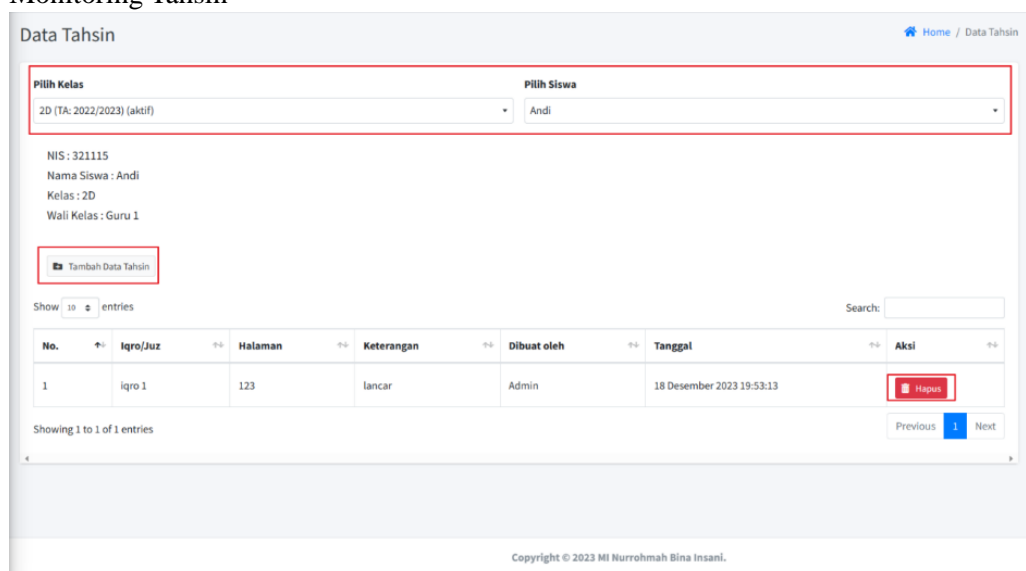 Monitoring Tahsin
Data Tahsin
Home / Data Tahsin
Pilih Kelas Pilih Siswa
2D (TA: 2022/2023) (aktif) Andi
NIS : 321115
Nama Siswa : Andi
Kelas : 2D
Wali Kelas : Guru 1
Tambah Data Tahsin
Show 10 entries Search:
No. Iqro/Juz Halaman Keterangan Dibuat oleh Tanggal Aksi
1 iqro 1 123 lancar Admin 18 Desember 2023 19:53:13 Hapus
Showing 1 to 1 of 1 entries Previous 1 Next
Copyright © 2023 MI Nurrohmah Bina Insani.